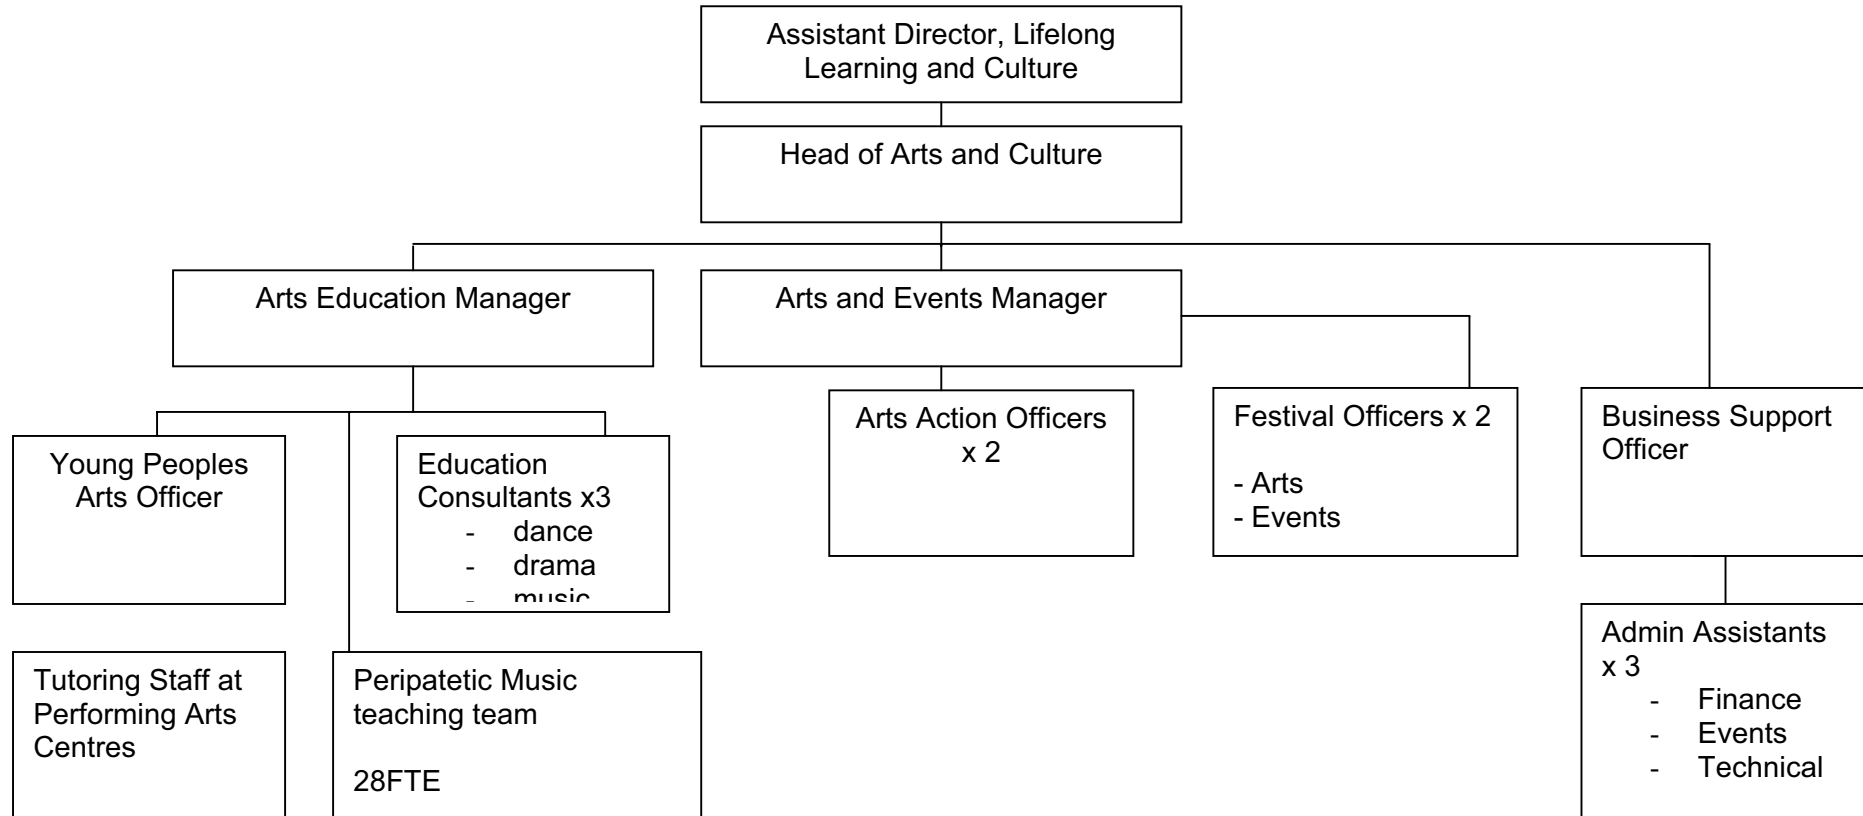 Assistant Director, Lifelong
Learning and Culture
Head of Arts and Culture
Arts Education Manager
Arts and Events Manager
Young Peoples
Arts Officer
Education
Consultants x3
- dance
- drama
- music
Arts Action Officers
x 2
Festival Officers x 2
- Arts
- Events
Business Support
Officer
Tutoring Staff at
Performing Arts
Centres
Peripatetic Music
teaching team
28FTE
Admin Assistants
x 3
- Finance
- Events
- Technical